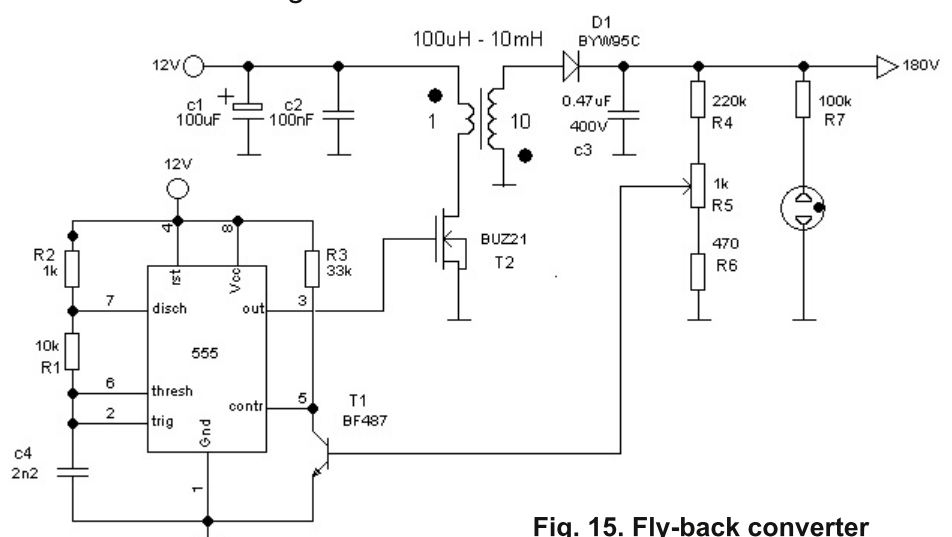 D1
100uH - 10mH
BYW95C
12V
180V
+
c1
100uF
c2
100nF
1
10
0.47uF
400V
c3
220k
R4
100k
R7
12V
1k
R5
4
8
BUZ21
T2
R2
1k
rst
Vcc
R3
33k
470
R6
7
disch
out
3
10k
R1
555
6
thresh
contr
5
T1
BF487
2
trig
Gnd
c4
2n2
1
Fig. 15. Fly-back converter